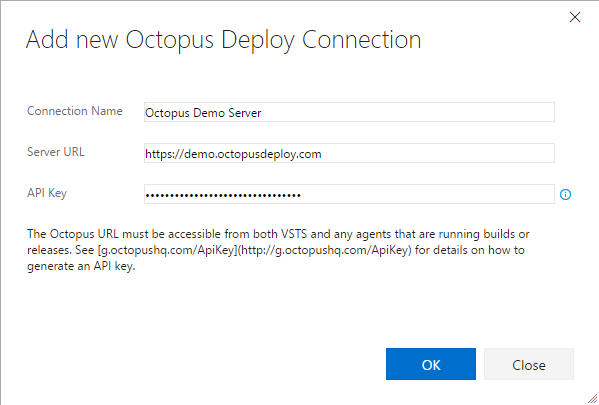 Add new Octopus Deploy Connection
Connection Name Octopus Demo Server
Server URL https://demo.octopusdeploy.com
API Key ••••••••••••••••••••••••••••••••
The Octopus URL must be accessible from both VSTS and any agents that are running builds or
releases. See [g.octopushq.com/ApiKey](http://g.octopushq.com/ApiKey) for details on how to
generate an API key.
OK Close